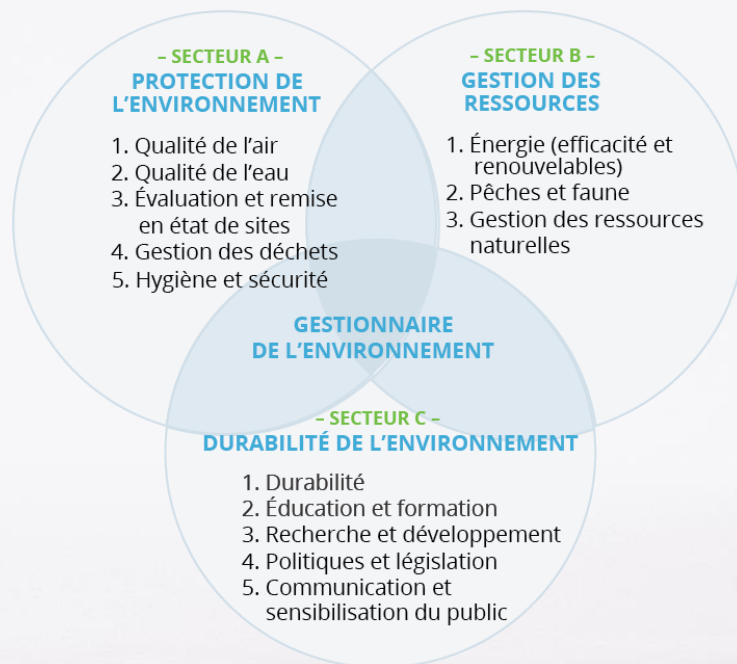 – SECTEUR A –
PROTECTION DE
L’ENVIRONNEMENT
1. Qualité de l’air
2. Qualité de l’eau
3. Évaluation et remise
en état de sites
4. Gestion des déchets
5. Hygiène et sécurité
– SECTEUR B –
GESTION DES
RESSOURCES
1. Énergie (efficacité et
renouvelables)
2. Pêches et faune
3. Gestion des ressources
naturelles
GESTIONNAIRE
DE L’ENVIRONNEMENT
– SECTEUR C –
DURABILITÉ DE L’ENVIRONNEMENT
1. Durabilité
2. Éducation et formation
3. Recherche et développement
4. Politiques et législation
5. Communication et
sensibilisation du public